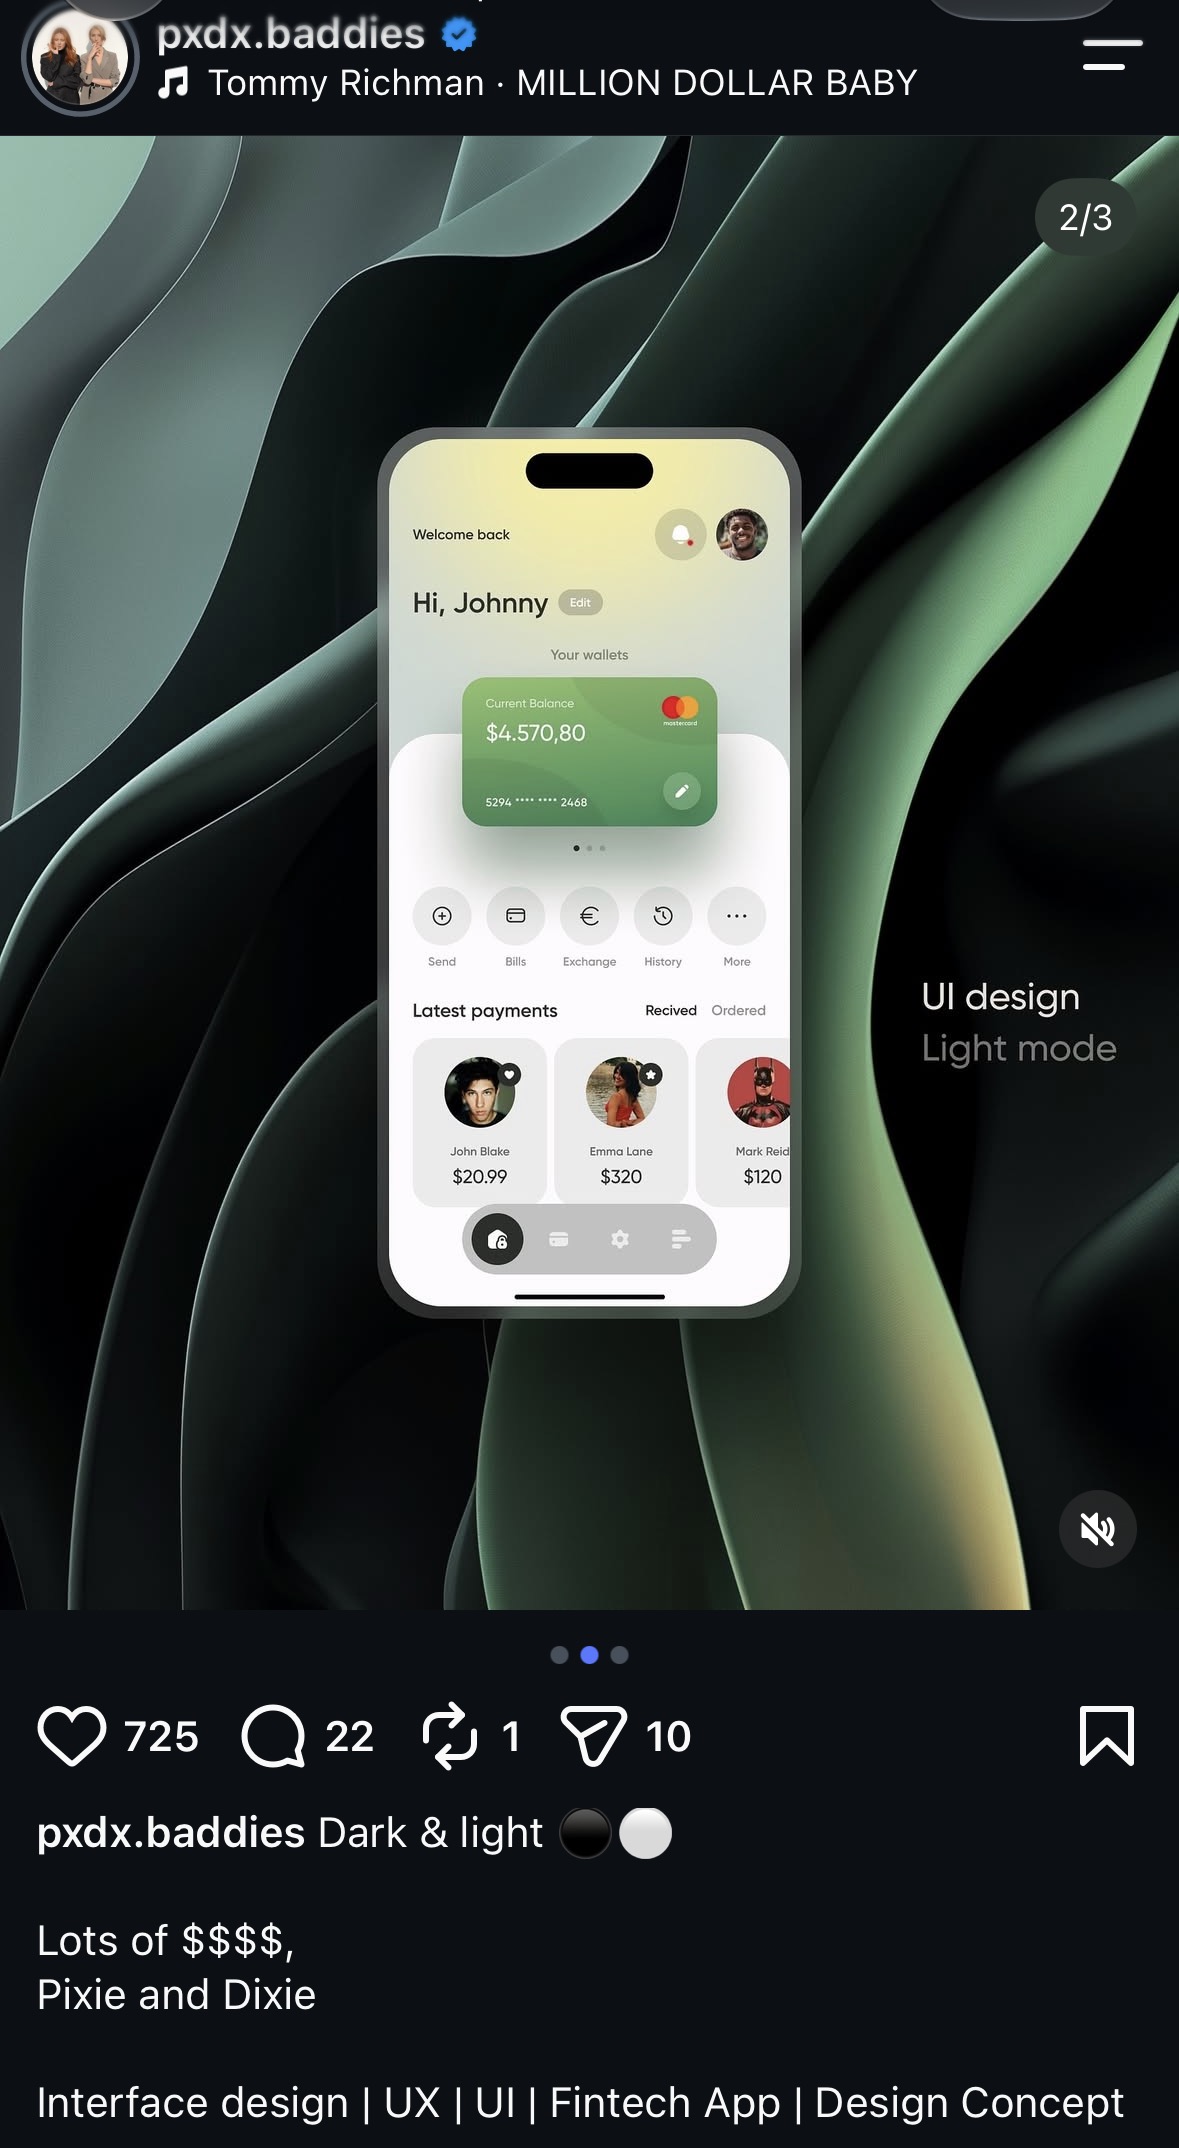 pxdx.baddies
Tommy Richman · MILLION DOLLAR BABY
2/3
Welcome back
Hi, Johnny Edit
Your wallets
Current Balance
mastercard
$4.570,80
5294 **** **** 2468
Send Bills Exchange History More
Latest payments Recived Ordered
John Blake Emma Lane Mark Reid
$20.99 $320 $120
UI design
Light mode
725 22 1 10
pxdx.baddies Dark & light ⚫⚪
Lots of $$$$,
Pixie and Dixie
Interface design | UX | UI | Fintech App | Design Concept